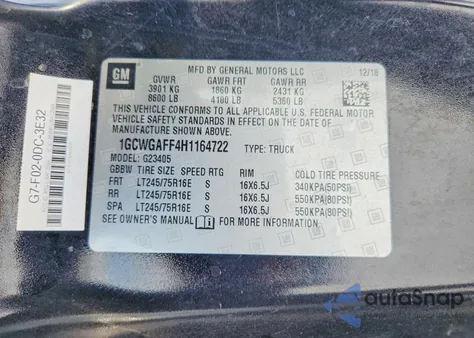 GM
MFD BY GENERAL MOTORS LLC
12/16
GVWR GAWR FRT GAWR RR
3901 KG 1860 KG 2431 KG
8600 LB 4100 LB 5360 LB
THIS VEHICLE CONFORMS TO ALL APPLICABLE U.S. FEDERAL MOTOR
VEHICLE SAFETY STANDARDS IN EFFECT ON THE DATE OF
MANUFACTURE SHOWN ABOVE.
1GCWGAFF4H1164722 TYPE: TRUCK
MODEL: G23405
GBBW TIRE SIZE SPEED RTG RIM COLD TIRE PRESSURE
FRT LT245/75R16E S 16X6.5J 340KPA(50PSI)
RR LT245/75R16E S 16X6.5J 550KPA(80PSI)
SPA LT245/75R16E S 16X6.5J 550KPA(80PSI)
SEE OWNER'S MANUAL FOR MORE INFORMATION
G7-F02-0DC-3E32
autoSnap